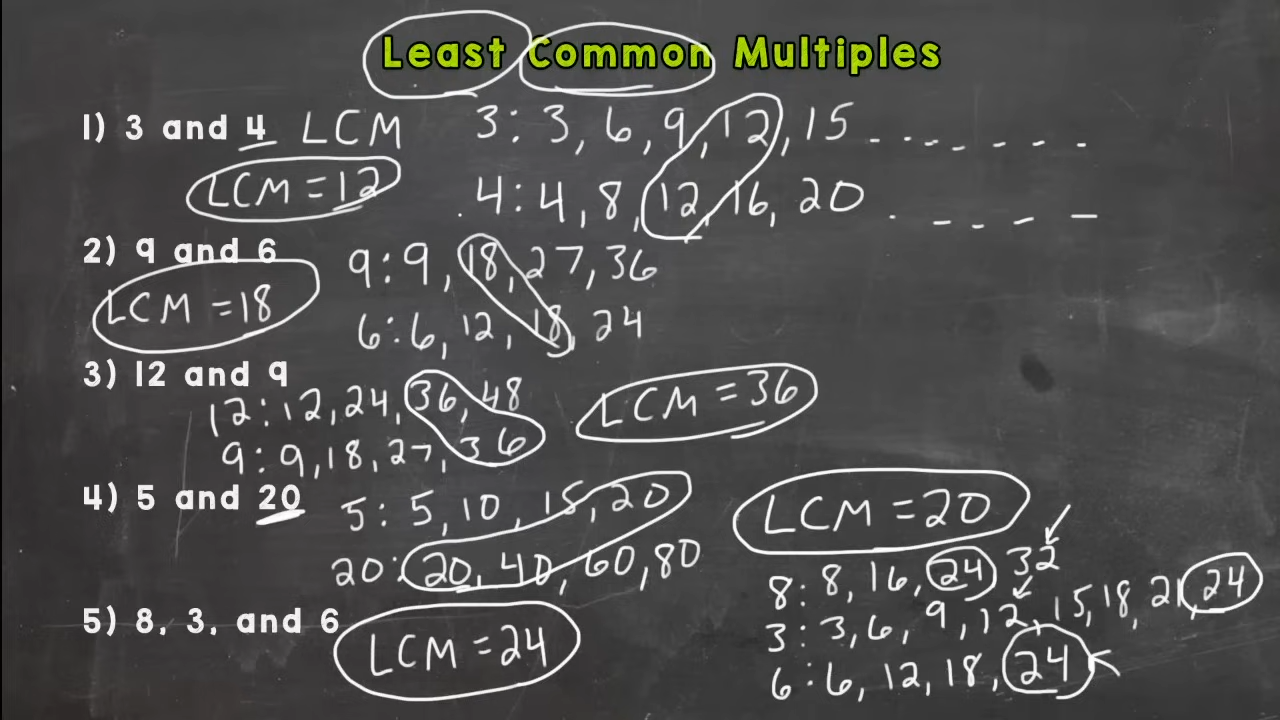 Least Common Multiples
1) 3 and 4 LCM 3: 3, 6, 9, 12, 15 - - - - - - -
LCM = 12 4: 4, 8, 12, 16, 20 . - - - -
2) 9 and 6 9: 9, 18, 27, 36
LCM = 18 6: 6, 12, 18, 24
3) 12 and 9
12: 12, 24, 36, 48 LCM = 36
9: 9, 18, 27, 36
4) 5 and 20 5: 5, 10, 15, 20 LCM = 20
20: 20, 40, 60, 80
8: 8, 16, 24, 32
5) 8, 3, and 6 3: 3, 6, 9, 12, 15, 18, 21, 24
LCM = 24 6: 6, 12, 18, 24